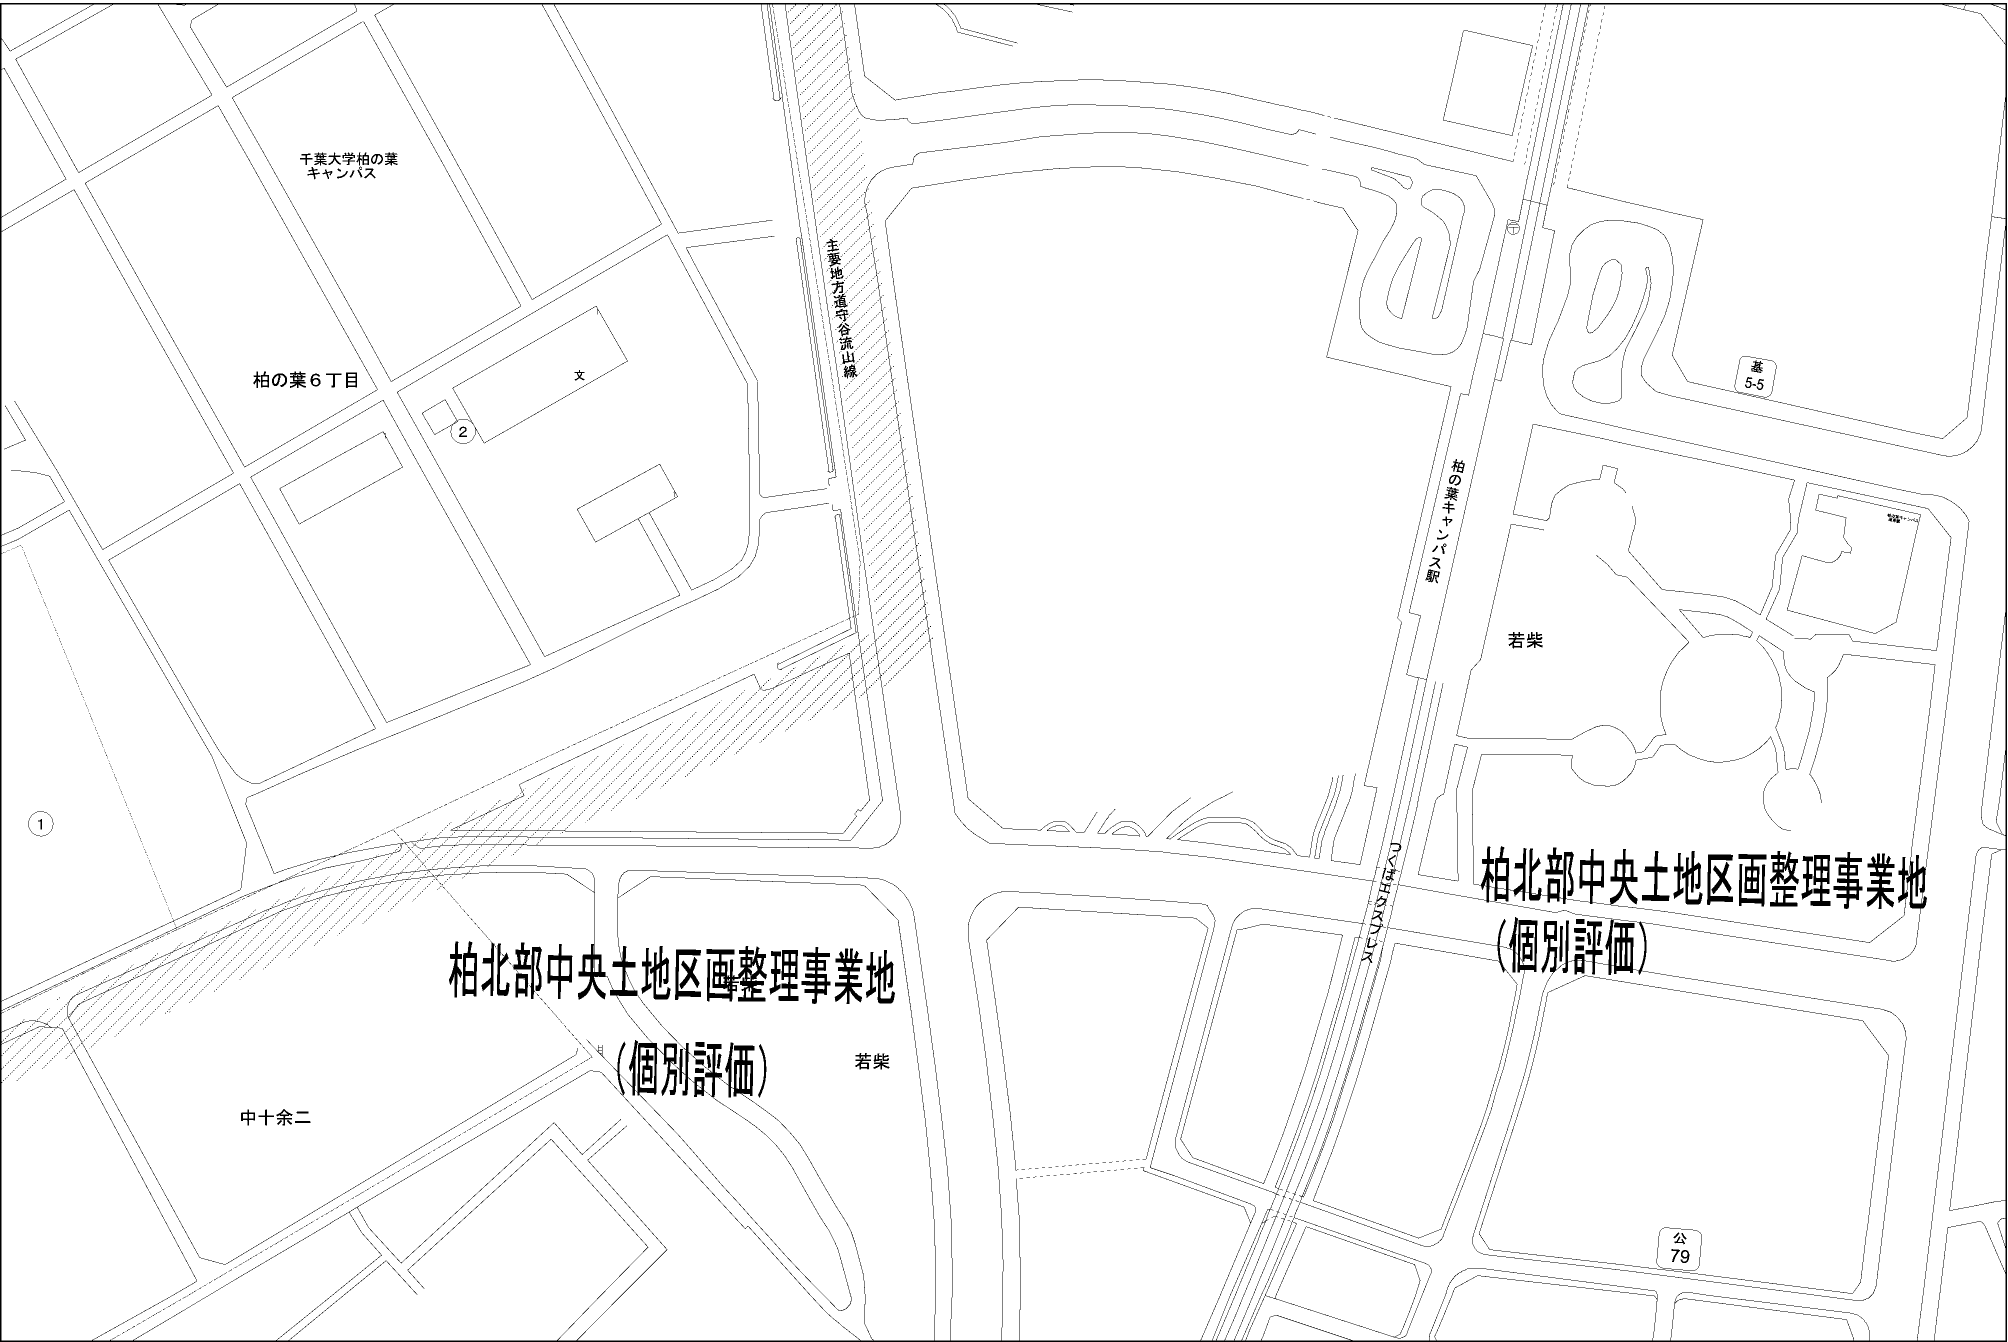 千葉大学柏の葉
キャンパス
主要地方道守谷流山線
柏の葉6丁目
文
2
基
5-5
柏の葉キャンパス駅
若柴
1
つくばエクスプレス
柏北部中央土地区画整理事業地
（個別評価）
柏北部中央土地区画整理事業地
若柴
（個別評価）
若柴
中十余二
公
79